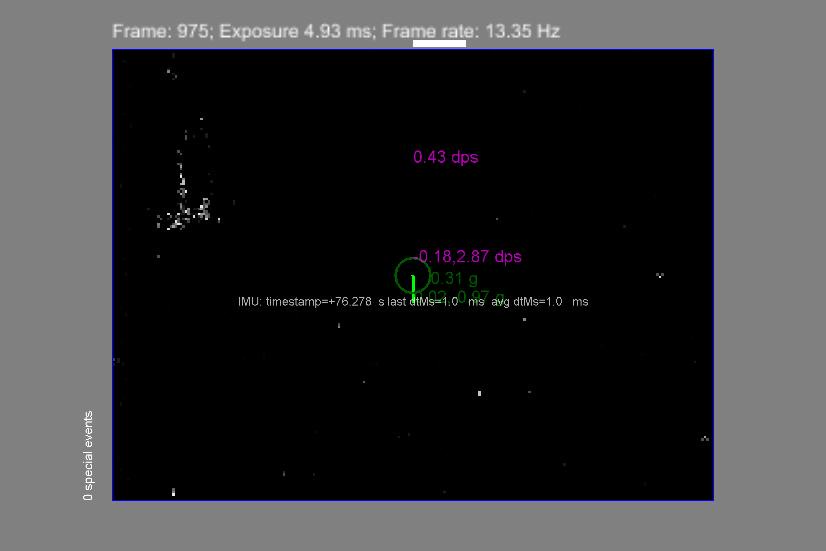 Frame: 975; Exposure 4.93 ms; Frame rate: 13.35 Hz
0.43 dps
-0.18,2.87 dps
0.31 g
IMU: timestamp=+76.278 s last dtMs=1.0 ms avg dtMs=1.0 ms
0 special events